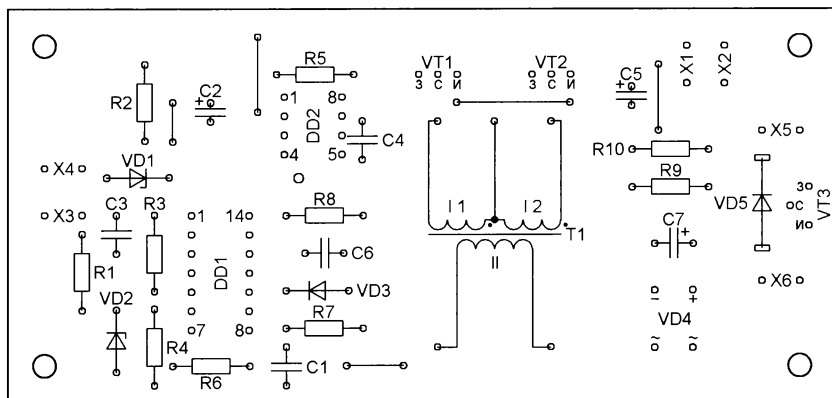 R2
C2
R5
1
8
DD2
4
5
C4
VT1
З С И
VT2
З С И
C5
X1
X2
X5
R10
R9
X4
VD1
X3
C3
R3
1
14
DD1
7
8
R8
C6
VD3
R7
I 1
I 2
T1
II
C7
VD5
З
С
И
VT3
X6
R1
VD2
R4
R6
C1
VD4
+
+
+
−
+
~
~